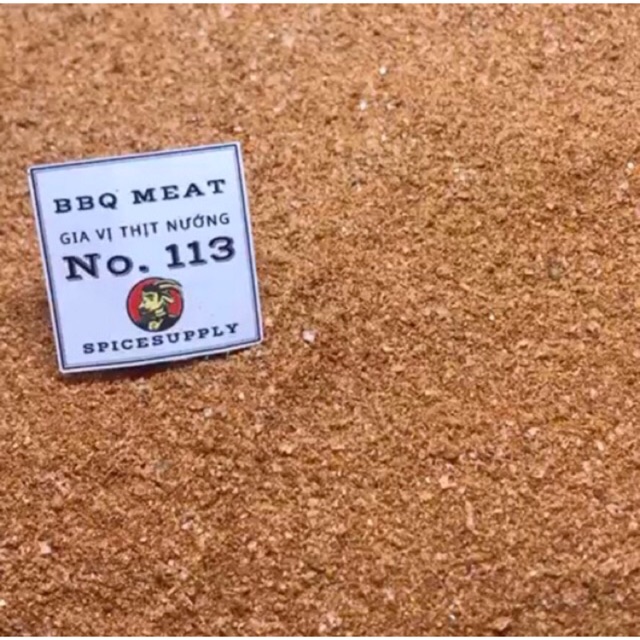 BBQ MEAT
GIA VỊ THỊT NƯỚNG
No. 113
SPICESUPPLY